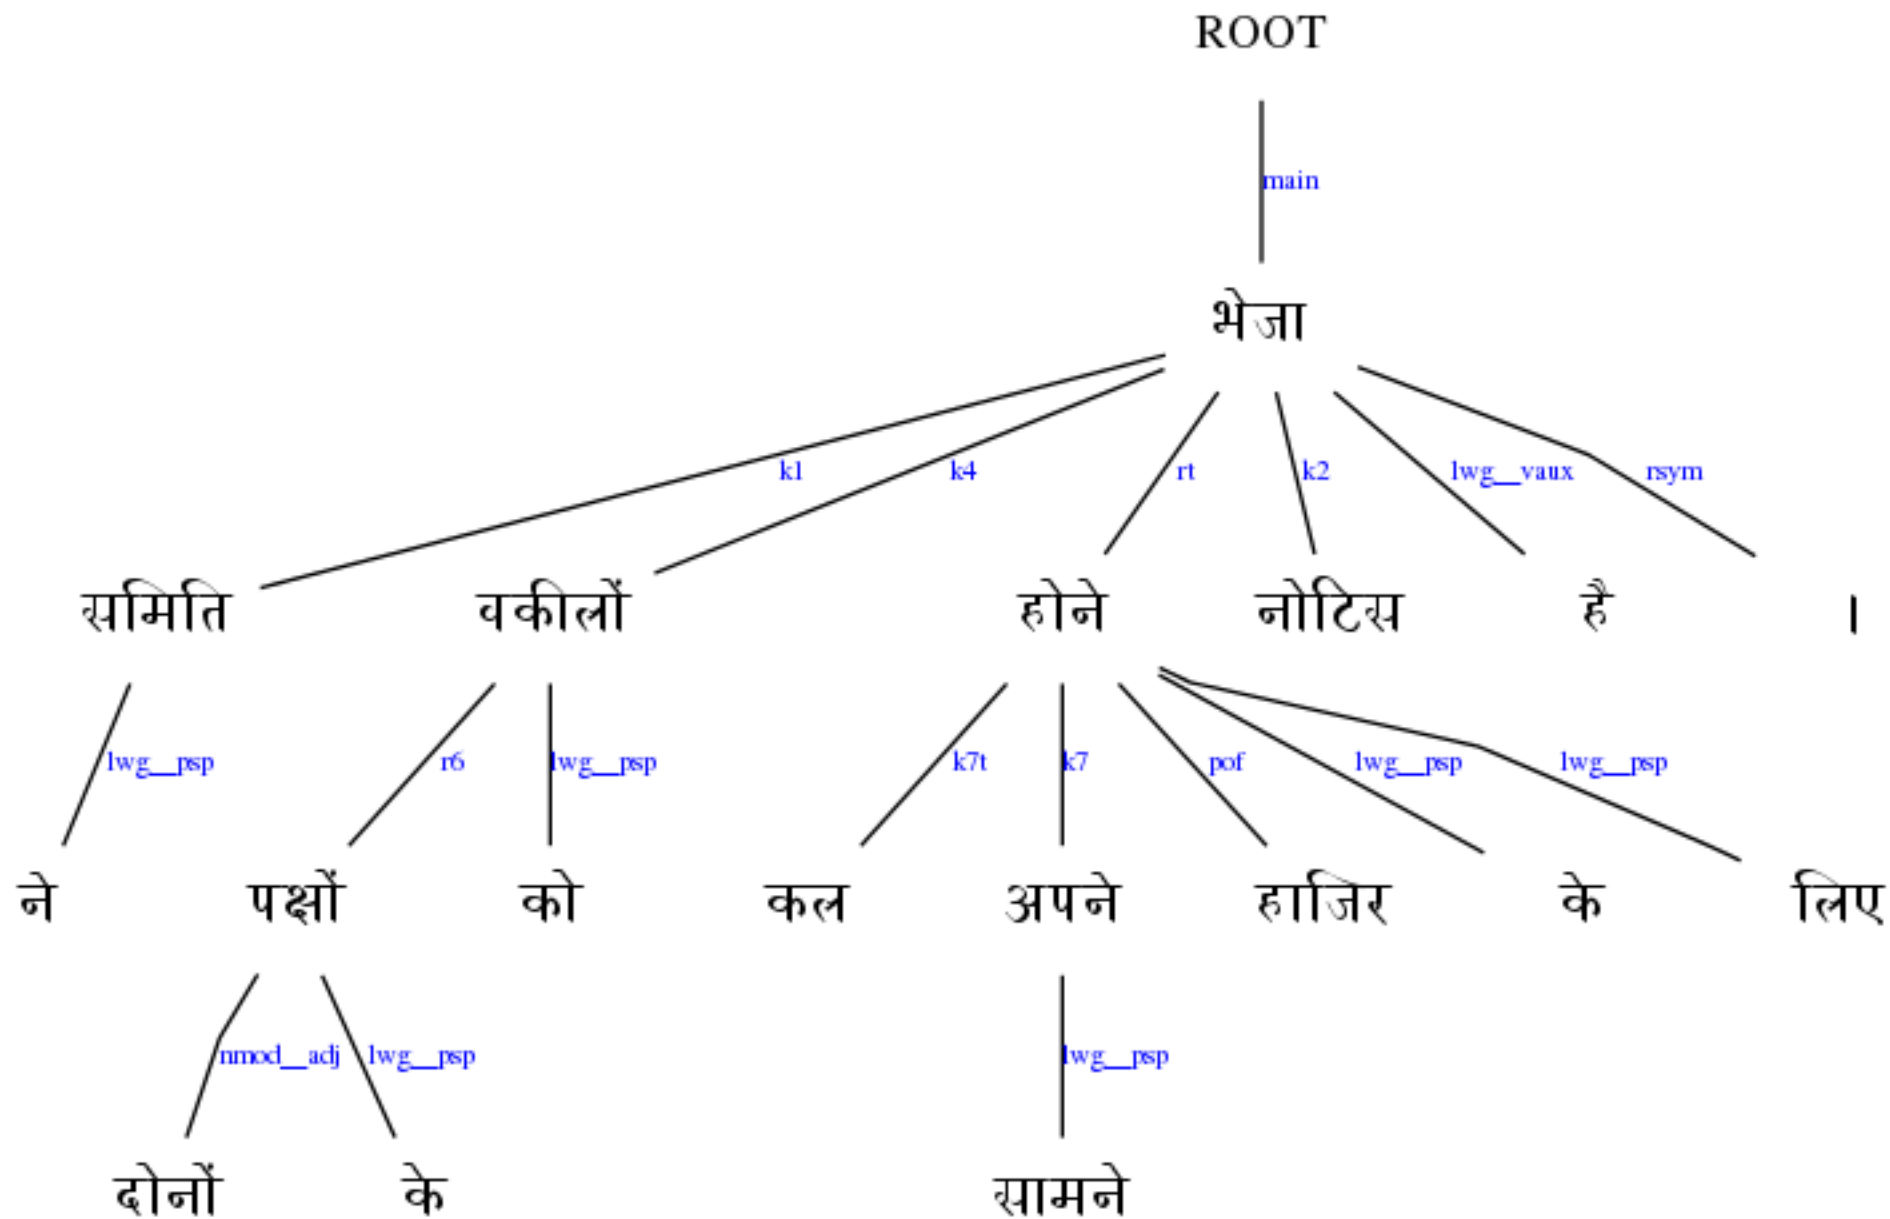 ROOT
main
भेजा
k1 k4 rt k2 lwg__vaux rsym
समिति वकीलों होने नोटिस है ।
lwg__psp r6 lwg__psp k7t k7 pof lwg__psp lwg__psp
ने पक्षों को कल अपने हाजिर के लिए
nmod__adj lwg__psp lwg__psp
दोनों के सामने